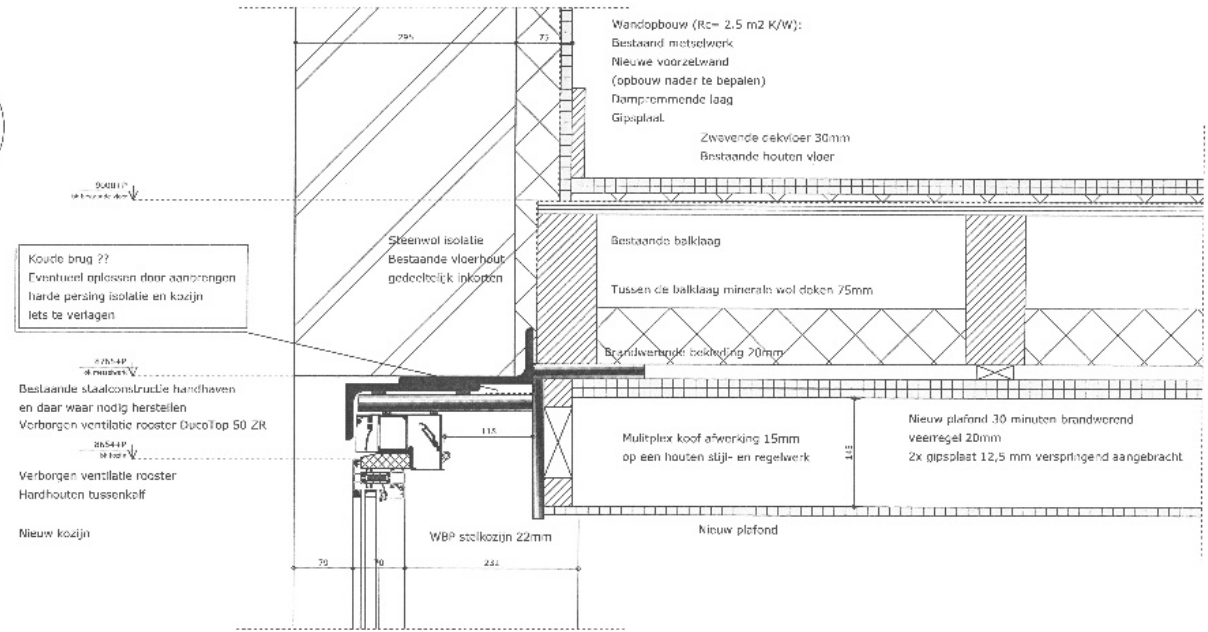 Wandopbouw (Rc= 2.5 m2 K/W):
Bestaand metselwerk
Nieuwe voorzetwand
(opbouw nader te bepalen)
Dampremmende laag
Gipsplaat
295
Zwevende dekvloer 30mm
Bestaande houten vloer
Steenwol isolatie
Bestaande vloerhout
gedeeltelijk inkorten
Bestaande balklaag
Tussen de balklaag minerale wol deken 75mm
Koude brug ??
Eventueel oplossen door aanbrengen
harde persing isolatie en kozijn
iets te verlagen
Brandwerende bekleding 20mm
8765+P
Bestaande staalconstructie handhaven
en daar waar nodig herstellen
Verborgen ventilatie rooster DucoTop 50 ZR
8654+P
Verborgen ventilatie rooster
Hardhouten tussenkalf
Nieuw kozijn
115
Mulitplex koof afwerking 15mm
op een houten stijl- en regelwerk
Nieuw plafond 30 minuten brandwerend
veerregel 20mm
2x gipsplaat 12,5 mm verspringend aangebracht
WBP stelkozijn 22mm
Nieuw plafond
79
70
231